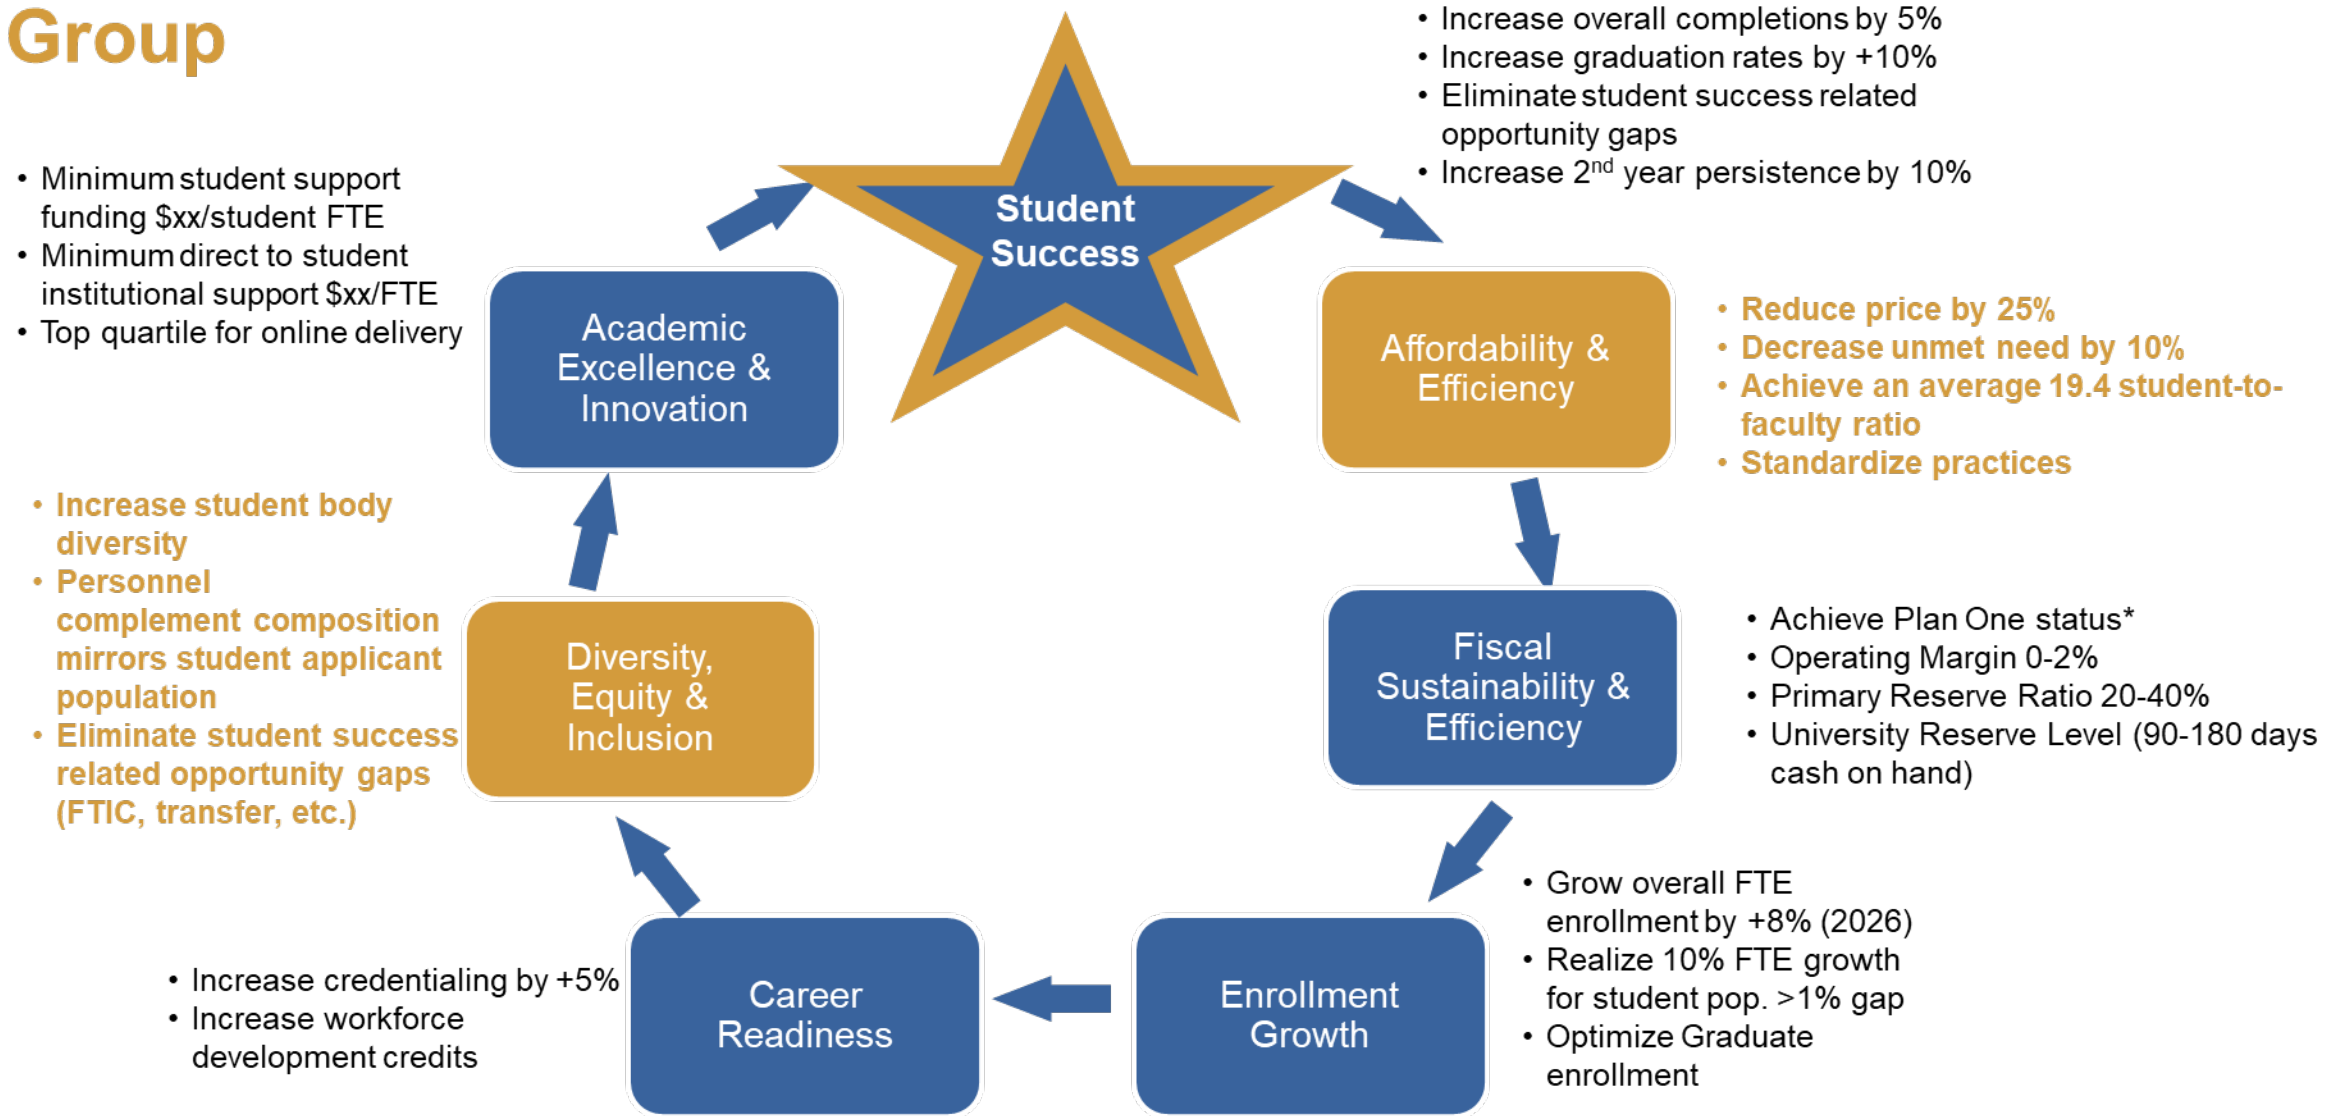 Group
• Increase overall completions by 5%
• Increase graduation rates by +10%
• Eliminate student success related
opportunity gaps
• Increase 2nd year persistence by 10%
Student
Success
• Minimum student support
funding $xx/student FTE
• Minimum direct to student
institutional support $xx/FTE
• Top quartile for online delivery
Academic
Excellence &
Innovation
Affordability &
Efficiency
• Reduce price by 25%
• Decrease unmet need by 10%
• Achieve an average 19.4 student-to-
faculty ratio
• Standardize practices
• Increase student body
diversity
• Personnel
complement composition
mirrors student applicant
population
• Eliminate student success
related opportunity gaps
(FTIC, transfer, etc.)
Diversity,
Equity &
Inclusion
Fiscal
Sustainability &
Efficiency
• Achieve Plan One status*
• Operating Margin 0-2%
• Primary Reserve Ratio 20-40%
• University Reserve Level (90-180 days
cash on hand)
• Increase credentialing by +5%
• Increase workforce
development credits
Career
Readiness
Enrollment
Growth
• Grow overall FTE
enrollment by +8% (2026)
• Realize 10% FTE growth
for student pop. >1% gap
• Optimize Graduate
enrollment